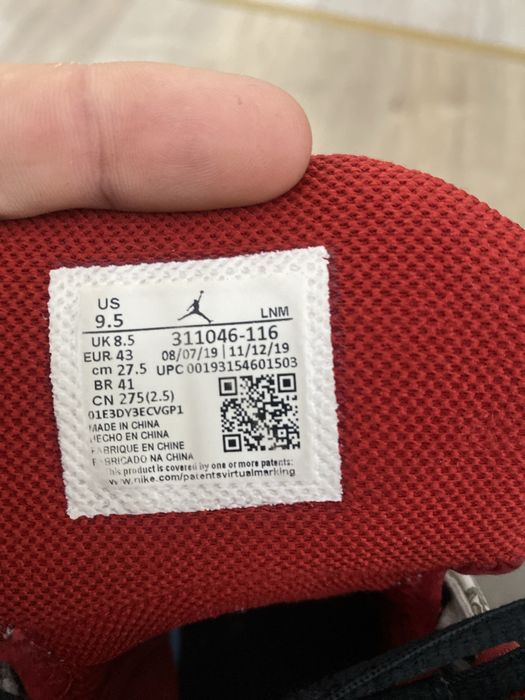 US
9.5
LNM
UK 8.5 311046-116
EUR 43 08/07/19 | 11/12/19
cm 27.5 UPC 00193154601503
BR 41
CN 275(2.5)
01E3DY3ECVGP1
MADE IN CHINA
HECHO EN CHINA
FABRIQUE EN CHINE
FABRICADO NA CHINA
This product is covered by one or more patents:
www.nike.com/patentsvirtualmarking